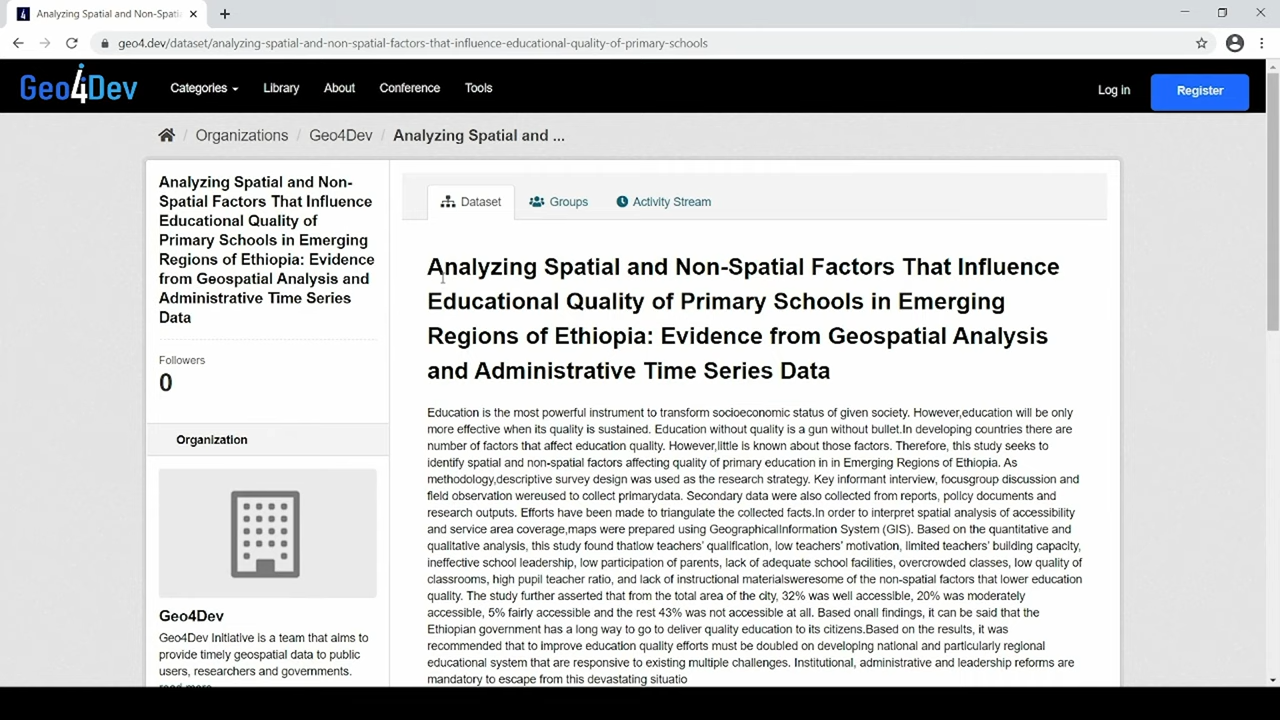 Analyzing Spatial and Non-Spati
geo4.dev/dataset/analyzing-spatial-and-non-spatial-factors-that-influence-educational-quality-of-primary-schools
Geo4Dev
Categories
Library
About
Conference
Tools
Log in
Register
/ Organizations / Geo4Dev / Analyzing Spatial and ...
Analyzing Spatial and Non-
Spatial Factors That Influence
Educational Quality of
Primary Schools in Emerging
Regions of Ethiopia: Evidence
from Geospatial Analysis and
Administrative Time Series
Data
Followers
0
Organization
Geo4Dev
Geo4Dev Initiative is a team that aims to
provide timely geospatial data to public
users, researchers and governments.
read more
Dataset
Groups
Activity Stream
Analyzing Spatial and Non-Spatial Factors That Influence
Educational Quality of Primary Schools in Emerging
Regions of Ethiopia: Evidence from Geospatial Analysis
and Administrative Time Series Data
Education is the most powerful instrument to transform socioeconomic status of given society. However,education will be only
more effective when its quality is sustained. Education without quality is a gun without bullet.In developing countries there are
number of factors that affect education quality. However,little is known about those factors. Therefore, this study seeks to
identify spatial and non-spatial factors affecting quality of primary education in in Emerging Regions of Ethiopia. As
methodology,descriptive survey design was used as the research strategy. Key informant interview, focusgroup discussion and
field observation wereused to collect primarydata. Secondary data were also collected from reports, policy documents and
research outputs. Efforts have been made to triangulate the collected facts.In order to interpret spatial analysis of accessibility
and service area coverage,maps were prepared using GeographicalInformation System (GIS). Based on the quantitative and
qualitative analysis, this study found thatlow teachers' qualification, low teachers' motivation, limited teachers' building capacity,
ineffective school leadership, low participation of parents, lack of adequate school facilities, overcrowded classes, low quality of
classrooms, high pupil teacher ratio, and lack of instructional materialsweresome of the non-spatial factors that lower education
quality. The study further asserted that from the total area of the city, 32% was well accessible, 20% was moderately
accessible, 5% fairly accessible and the rest 43% was not accessible at all. Based onall findings, it can be said that the
Ethiopian government has a long way to go to deliver quality education to its citizens.Based on the results, it was
recommended that to improve education quality efforts must be doubled on developing national and particularly regional
educational system that are responsive to existing multiple challenges. Institutional, administrative and leadership reforms are
mandatory to escape from this devastating situatio